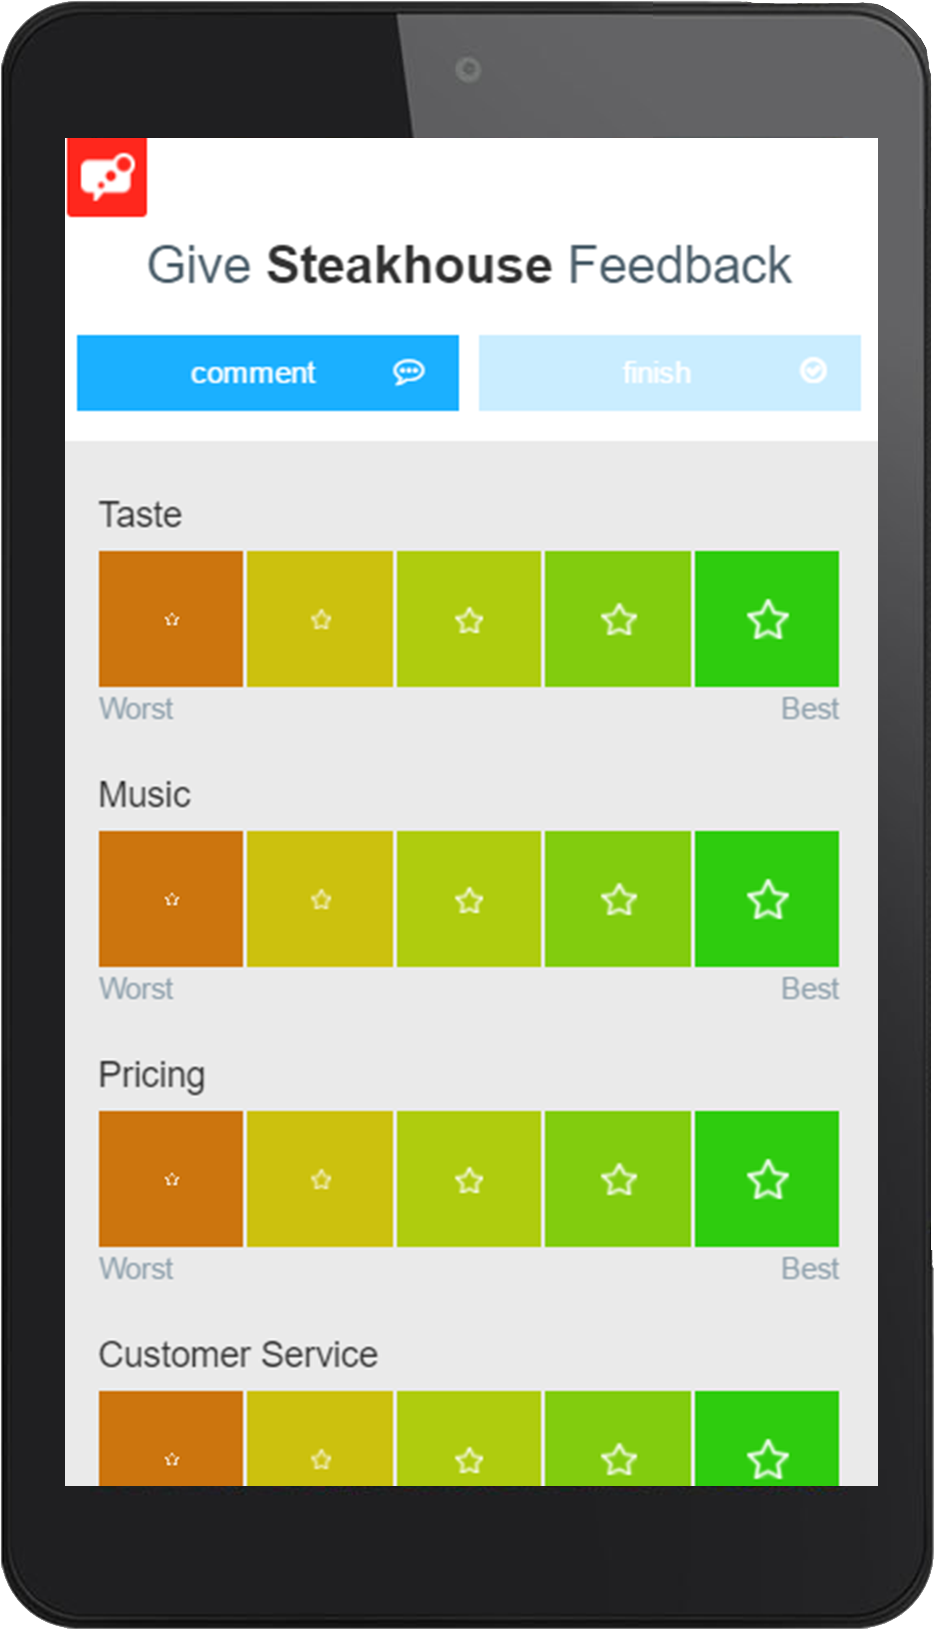 Give Steakhouse Feedback
comment finish
Taste
Worst Best
Music
Worst Best
Pricing
Worst Best
Customer Service